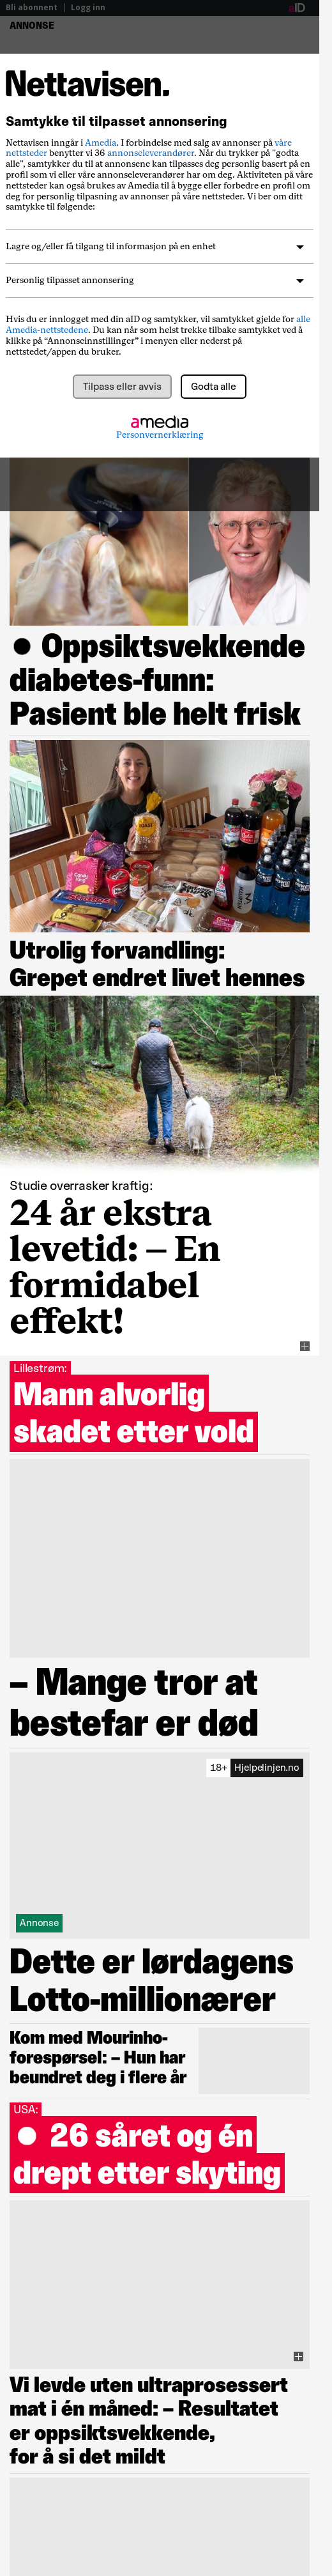 Bli abonnent | Logg inn
aID
ANNONSE
Nettavisen.
Samtykke til tilpasset annonsering
Nettavisen inngår i Amedia. I forbindelse med salg av annonser på våre
nettsteder benytter vi 36 annonseleverandører. Når du trykker på "godta
alle", samtykker du til at annonsene kan tilpasses deg personlig basert på en
profil som vi eller våre annonseleverandører har om deg. Aktiviteten på våre
nettsteder kan også brukes av Amedia til å bygge eller forbedre en profil om
deg for personlig tilpasning av annonser på våre nettsteder. Vi ber om ditt
samtykke til følgende:
Lagre og/eller få tilgang til informasjon på en enhet
Personlig tilpasset annonsering
Hvis du er innlogget med din aID og samtykker, vil samtykket gjelde for alle
Amedia-nettstedene. Du kan når som helst trekke tilbake samtykket ved å
klikke på “Annonseinnstillinger” i menyen eller nederst på
nettstedet/appen du bruker.
Tilpass eller avvis
Godta alle
amedia
Personvernerklæring
● Oppsiktsvekkende
diabetes-funn:
Pasient ble helt frisk
Utrolig forvandling:
Grepet endret livet hennes
Studie overrasker kraftig:
24 år ekstra
levetid: – En
formidabel
effekt!
Lillestrøm:
Mann alvorlig
skadet etter vold
– Mange tror at
bestefar er død
18+ Hjelpelinjen.no
Annonse
Dette er lørdagens
Lotto-millionærer
Kom med Mourinho-
forespørsel: – Hun har
beundret deg i flere år
USA:
● 26 såret og én
drept etter skyting
Vi levde uten ultraprosessert
mat i én måned: – Resultatet
er oppsiktsvekkende,
for å si det mildt